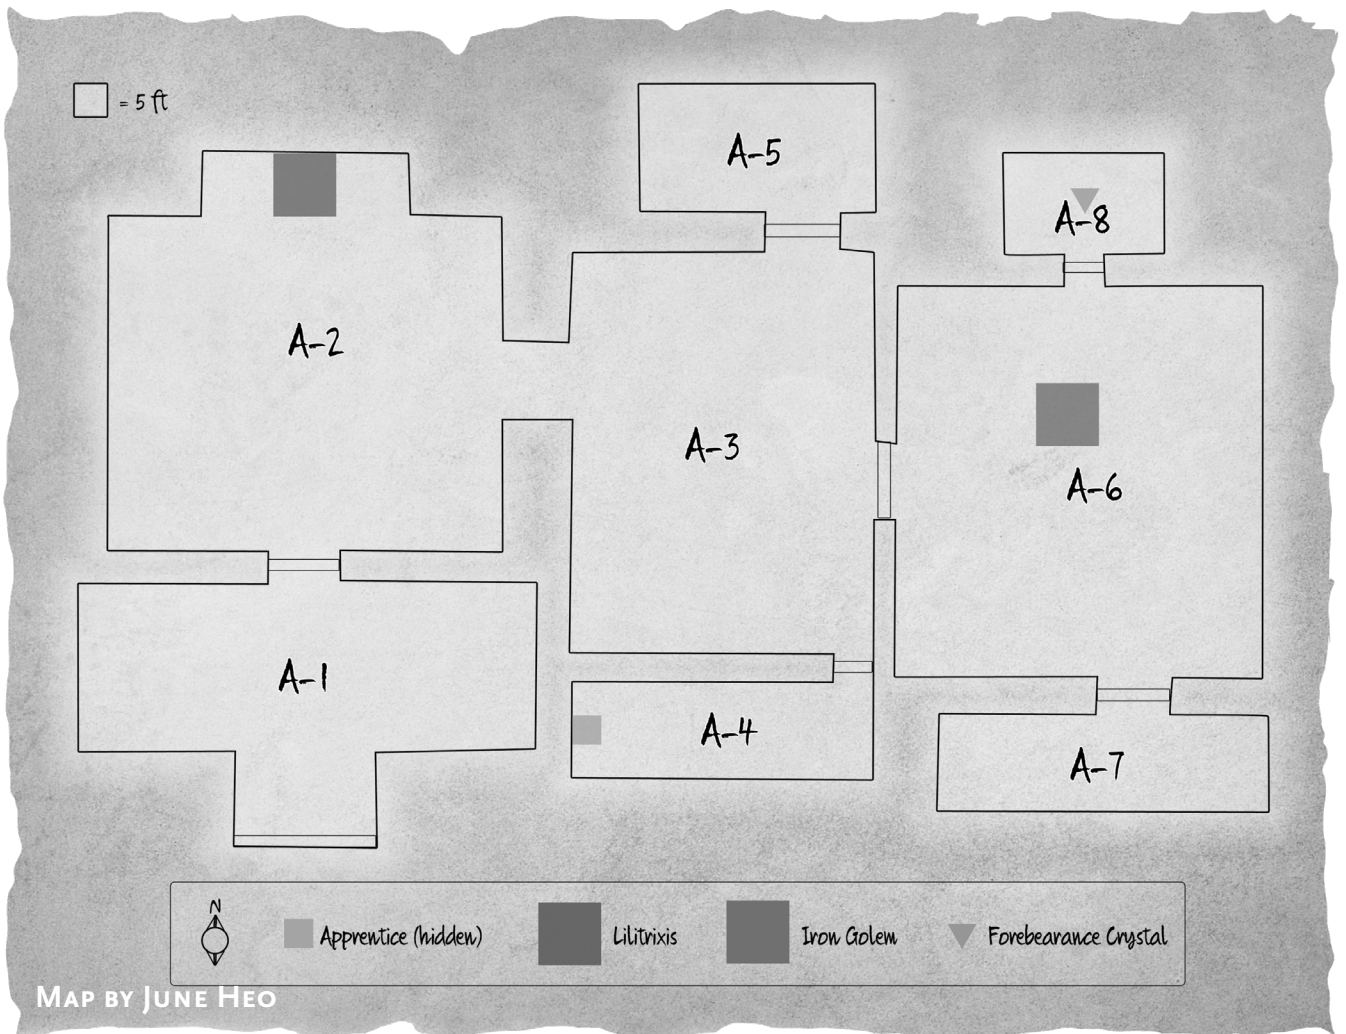 = 5 ft
A-5
A-8
A-2
A-3
A-6
A-1
A-4
A-7
N
Apprentice (hidden)
Lilitrixis
Iron Golem
Forebearance Crystal
Map by June Heo